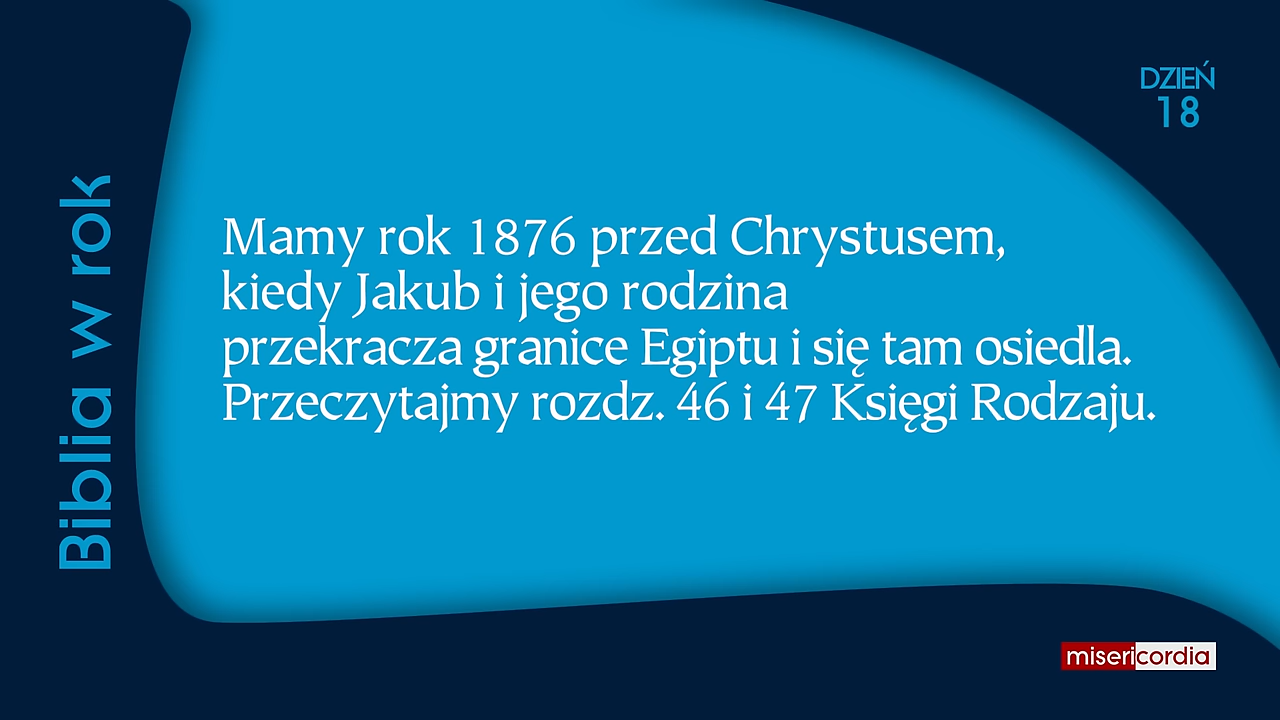 Biblia w rok
DZIEŃ
18
Mamy rok 1876 przed Chrystusem,
kiedy Jakub i jego rodzina
przekracza granice Egiptu i się tam osiedla.
Przeczytajmy rozdz. 46 i 47 Księgi Rodzaju.
misericordia